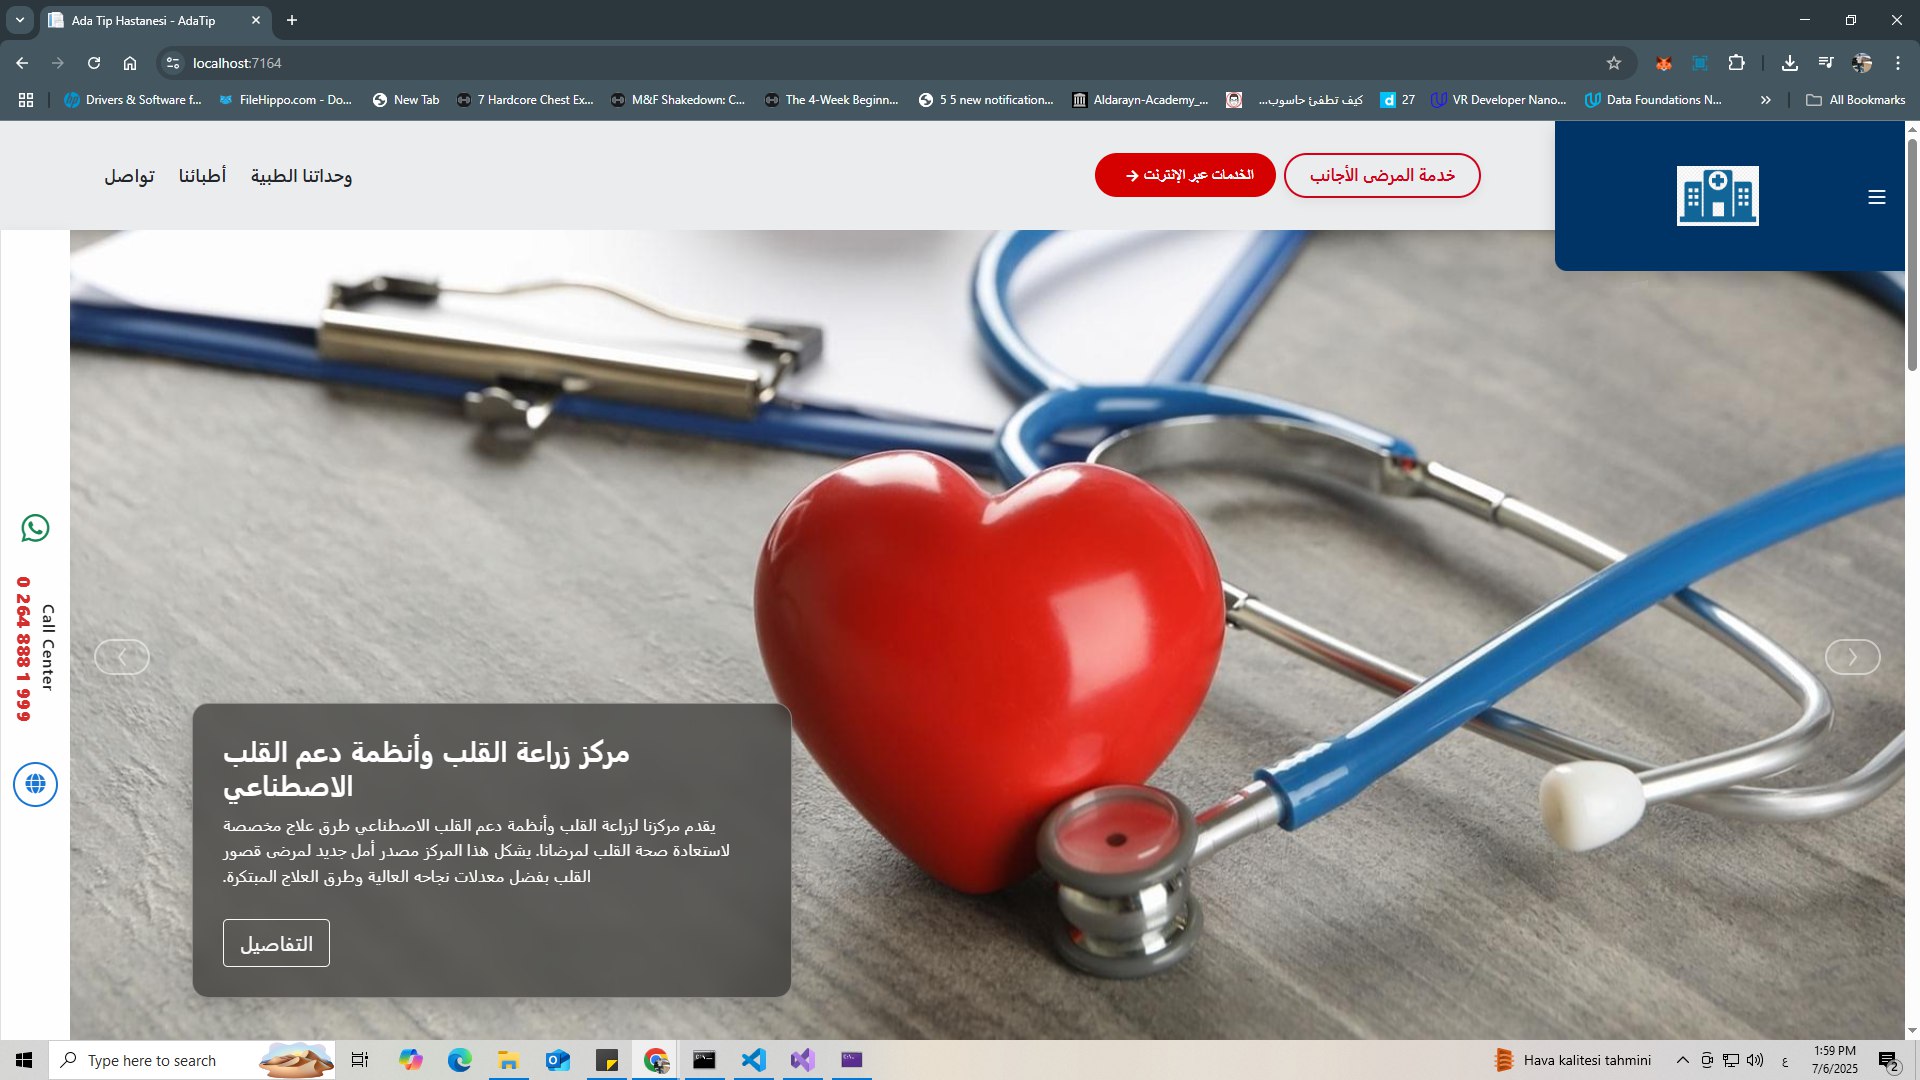 Ada Tip Hastanesi - AdaTip
localhost:7164
Drivers & Software f...
FileHippo.com - Do...
New Tab
7 Hardcore Chest Ex...
M&F Shakedown: C...
The 4-Week Beginn...
5 5 new notification...
Aldarayn-Academy_...
كيف تطفئ حاسوب...
27
VR Developer Nano...
Data Foundations N...
All Bookmarks
خدمة المرضى الأجانب
الخدمات عبر الإنترنت →
وحداتنا الطبية
أطبائنا
تواصل
Call Center
0 264 888 1 999
مركز زراعة القلب وأنظمة دعم القلب
الاصطناعي
يقدم مركزنا لزراعة القلب وأنظمة دعم القلب الاصطناعي طرق علاج مخصصة
لاستعادة صحة القلب لمرضانا. يشكل هذا المركز مصدر أمل جديد لمرضى قصور
القلب بفضل معدلات نجاحه العالية وطرق العلاج المبتكرة.
التفاصيل
Type here to search
Hava kalitesi tahmini
ع
1:59 PM
7/6/2025
2